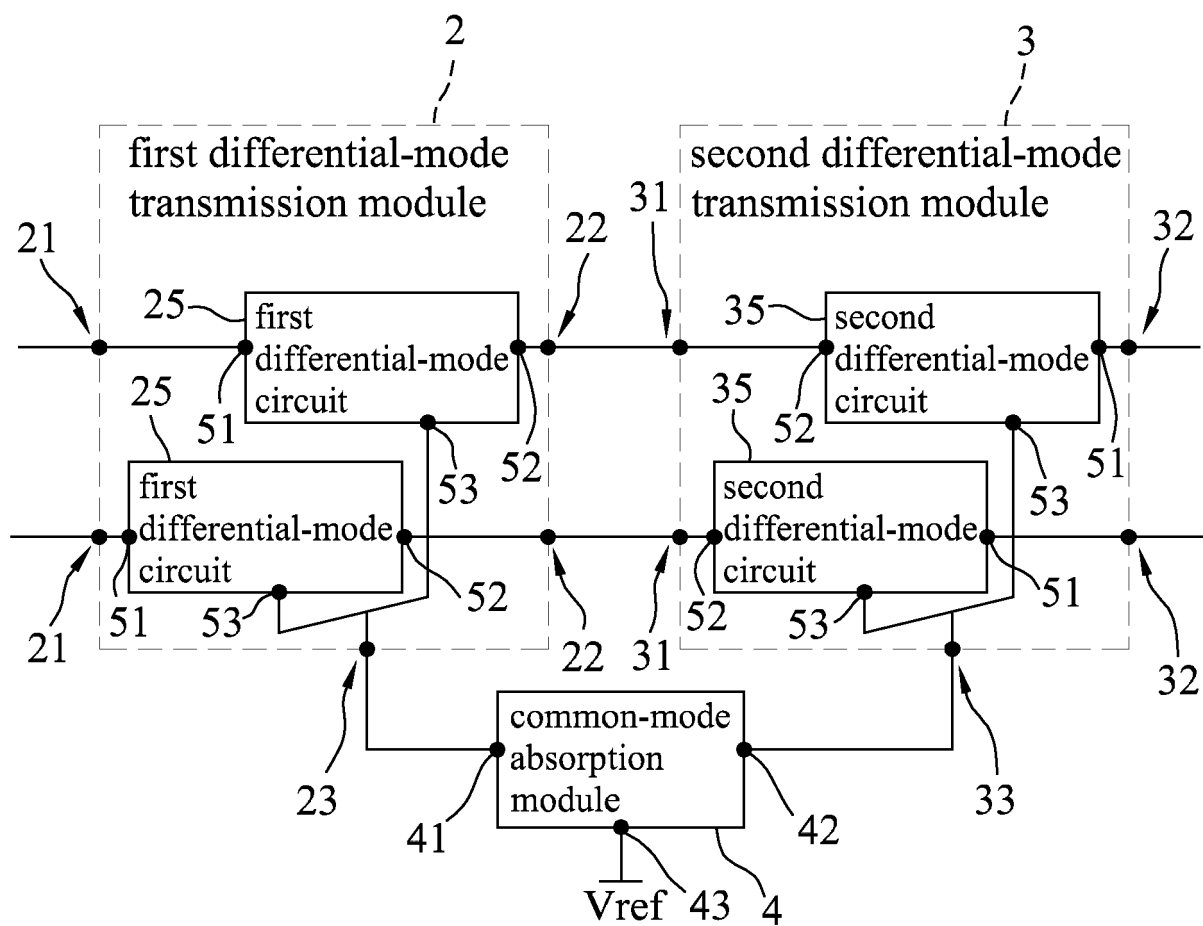 2
3
first differential-mode
transmission module
second differential-mode
transmission module
21
22
31
32
25
first
differential-mode
circuit
35
second
differential-mode
circuit
51
53
52
52
53
51
25
first
differential-mode
circuit
35
second
differential-mode
circuit
21
51
53
52
22
31
52
53
51
32
23
common-mode
absorption
module
33
41
42
Vref
43
4